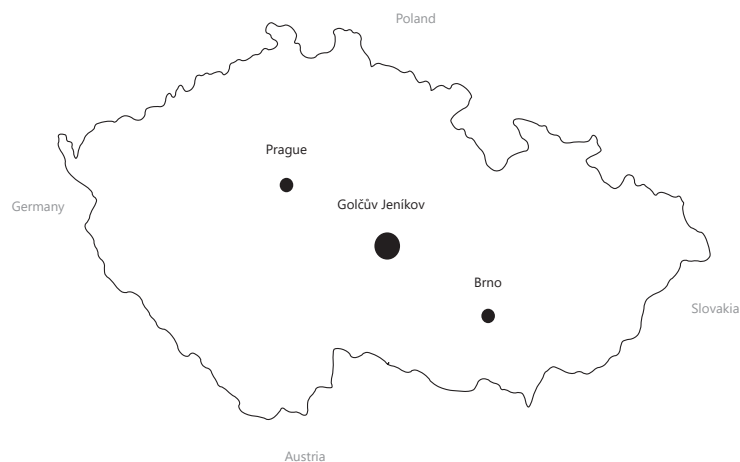 Poland
Prague
Golčův Jeníkov
Germany
Brno
Slovakia
Austria